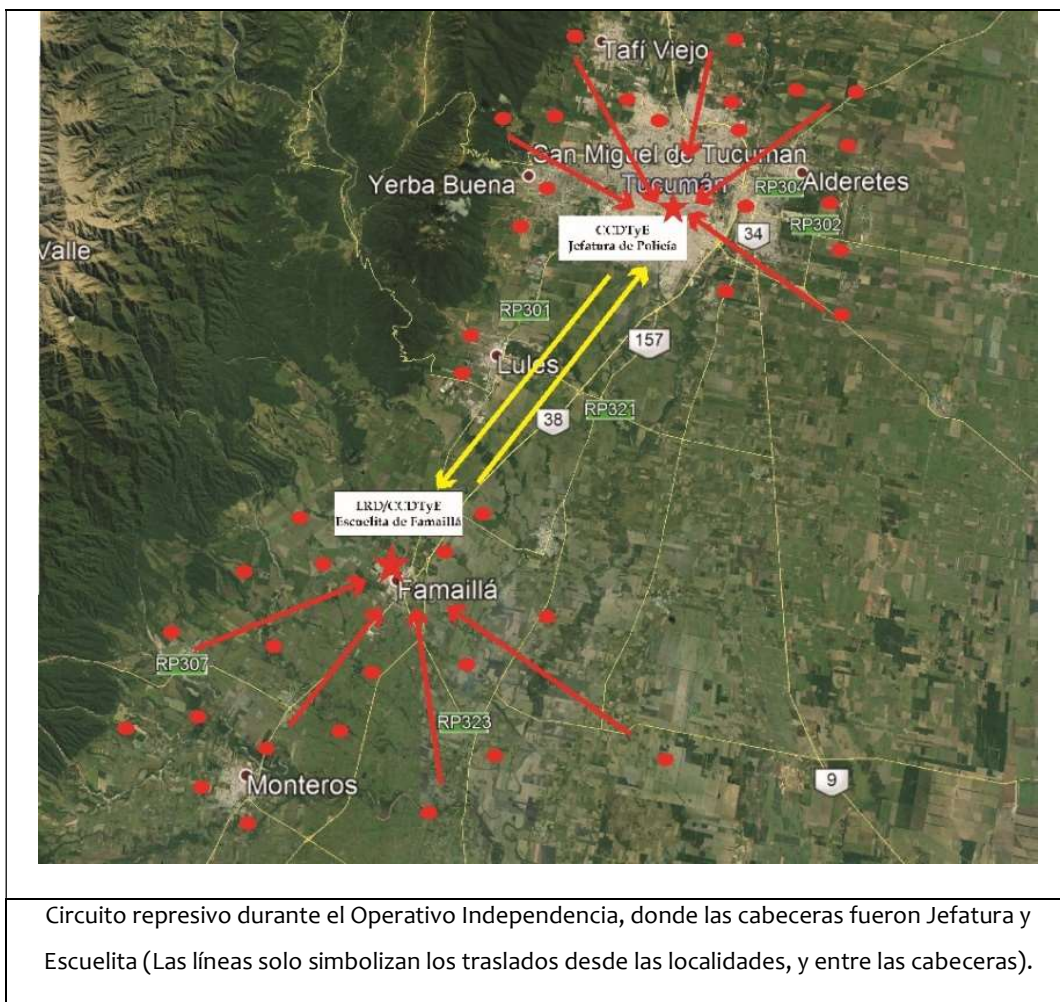 Tafí Viejo
San Miguel de Tucumán
Tucumán
Yerba Buena
RP304
Alderetes
RP302
CCDTyE
Jefatura de Policía
34
Valle
RP301
157
Lules
RP321
38
LRD/CCDTyE
Escuelita de Famaillá
Famaillá
RP307
RP323
Monteros
9
Circuito represivo durante el Operativo Independencia, donde las cabeceras fueron Jefatura y
Escuelita (Las líneas solo simbolizan los traslados desde las localidades, y entre las cabeceras).